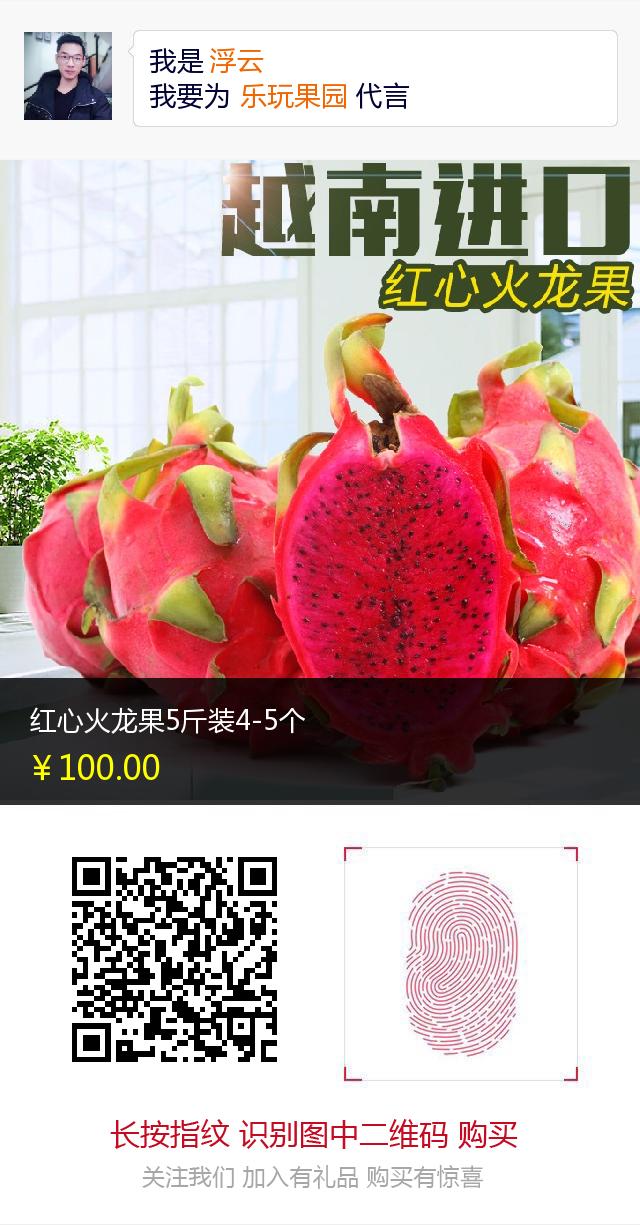 我是 浮云
我要为 乐玩果园 代言
越南进口
红心火龙果
红心火龙果5斤装4-5个
￥100.00
长按指纹 识别图中二维码 购买
关注我们 加入有礼品 购买有惊喜